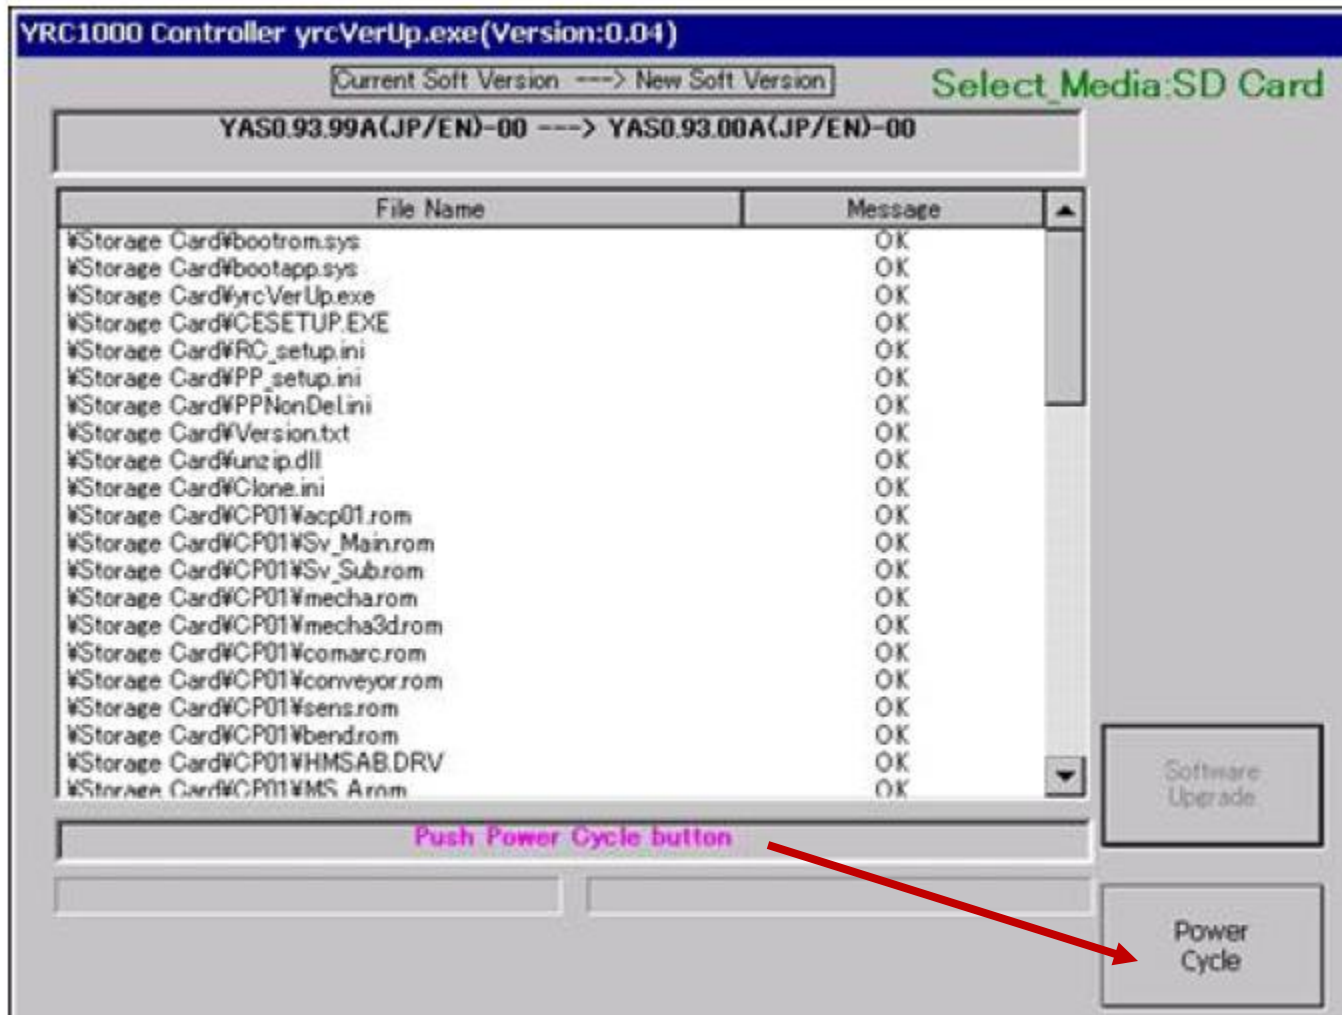 YRC1000 Controller yrcVerUp.exe(Version:0.04)
Current Soft Version ---> New Soft Version
Select_Media:SD Card
YAS0.93.99A(JP/EN)-00 ---> YAS0.93.00A(JP/EN)-00
File Name Message
¥Storage Card¥bootrom.sys OK
¥Storage Card¥bootapp.sys OK
¥Storage Card¥yrcVerUp.exe OK
¥Storage Card¥CESETUP.EXE OK
¥Storage Card¥RC_setup.ini OK
¥Storage Card¥PP_setup.ini OK
¥Storage Card¥PPNonDel.ini OK
¥Storage Card¥Version.txt OK
¥Storage Card¥unzip.dll OK
¥Storage Card¥Clone.ini OK
¥Storage Card¥CP01¥acp01.rom OK
¥Storage Card¥CP01¥Sv_Main.rom OK
¥Storage Card¥CP01¥Sv_Sub.rom OK
¥Storage Card¥CP01¥mecha.rom OK
¥Storage Card¥CP01¥mecha3d.rom OK
¥Storage Card¥CP01¥comarc.rom OK
¥Storage Card¥CP01¥conveyor.rom OK
¥Storage Card¥CP01¥sens.rom OK
¥Storage Card¥CP01¥bend.rom OK
¥Storage Card¥CP01¥HMSAB.DRV OK
¥Storage Card¥CP01¥MS_A.rom OK
Software
Upgrade
Push Power Cycle button
Power
Cycle